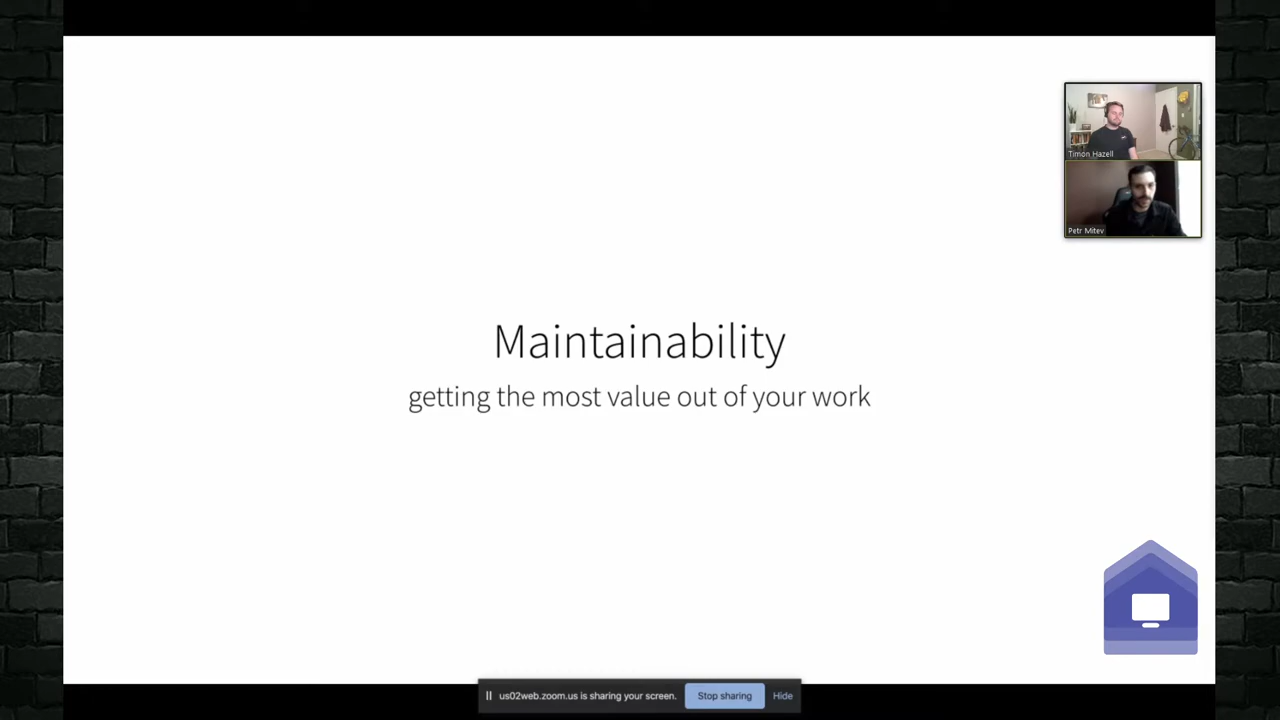 Timon Hazell
Petr Mitev
Maintainability
getting the most value out of your work
us02web.zoom.us is sharing your screen.
Stop sharing
Hide